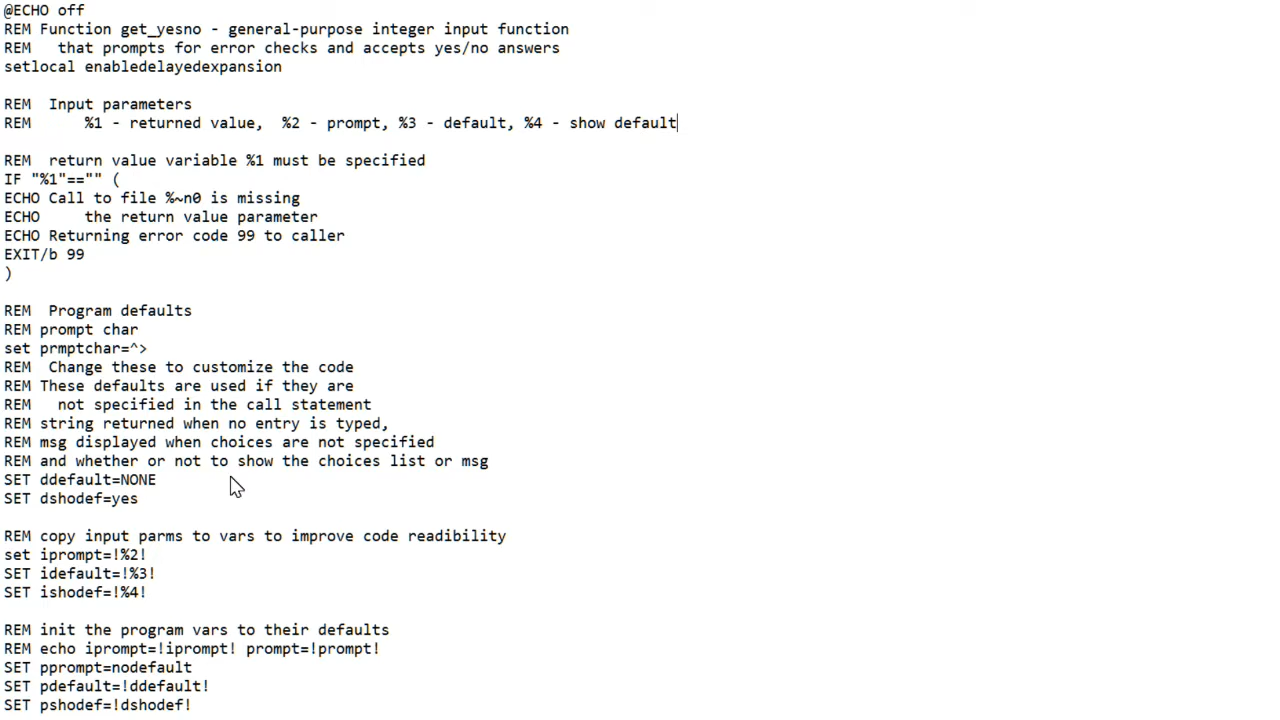 @ECHO off
REM Function get_yesno - general-purpose integer input function
REM   that prompts for error checks and accepts yes/no answers
setlocal enabledelayedexpansion
REM  Input parameters
REM      %1 - returned value,  %2 - prompt, %3 - default, %4 - show default
REM  return value variable %1 must be specified
IF "%1"=="" (
ECHO Call to file %~n0 is missing
ECHO     the return value parameter
ECHO Returning error code 99 to caller
EXIT/b 99
)
REM  Program defaults
REM prompt char
set prmptchar=^>
REM  Change these to customize the code
REM These defaults are used if they are
REM   not specified in the call statement
REM string returned when no entry is typed,
REM msg displayed when choices are not specified
REM and whether or not to show the choices list or msg
SET ddefault=NONE
SET dshodef=yes
REM copy input parms to vars to improve code readibility
set iprompt=!%2!
SET idefault=!%3!
SET ishodef=!%4!
REM init the program vars to their defaults
REM echo iprompt=!iprompt! prompt=!prompt!
SET pprompt=nodefault
SET pdefault=!ddefault!
SET pshodef=!dshodef!